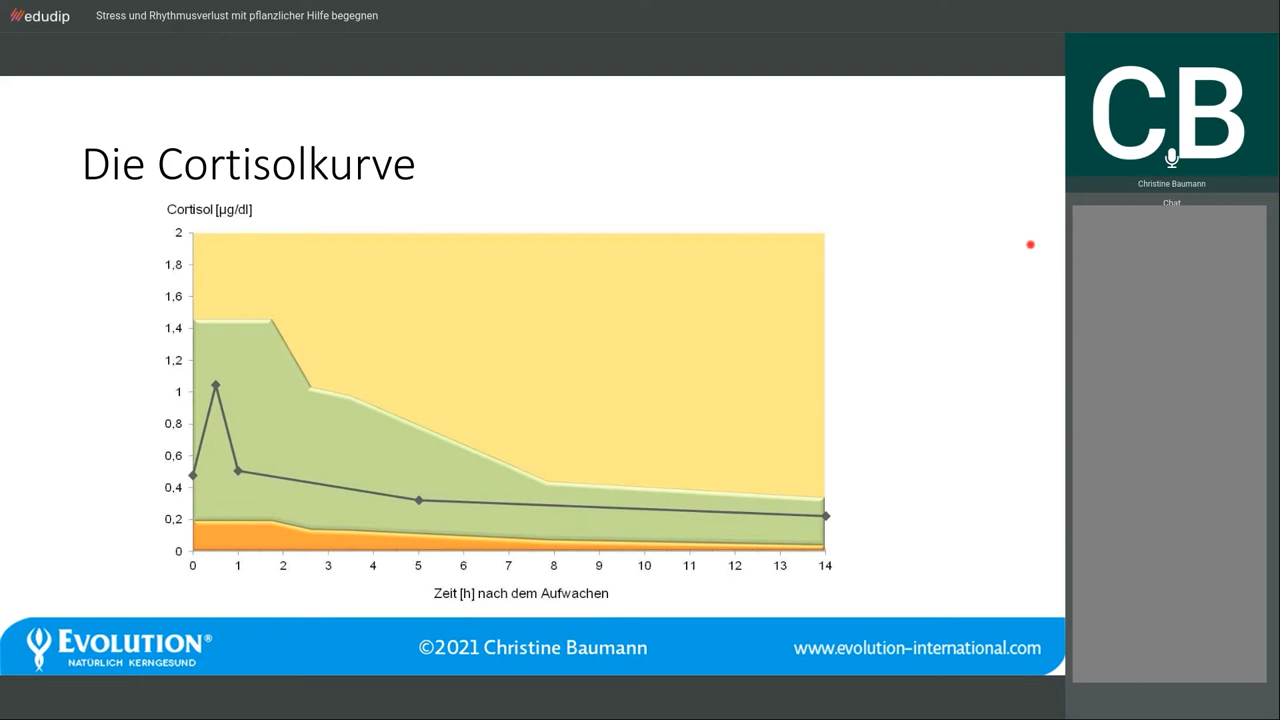 edudip
Stress und Rhythmusverlust mit pflanzlicher Hilfe begegnen
CB
Christine Baumann
Chat
Die Cortisolkurve
Cortisol [µg/dl]
2
1,8
1,6
1,4
1,2
1
0,8
0,6
0,4
0,2
0
0 1 2 3 4 5 6 7 8 9 10 11 12 13 14
Zeit [h] nach dem Aufwachen
EVOLUTION®
NATÜRLICH KERNGESUND
©2021 Christine Baumann
www.evolution-international.com